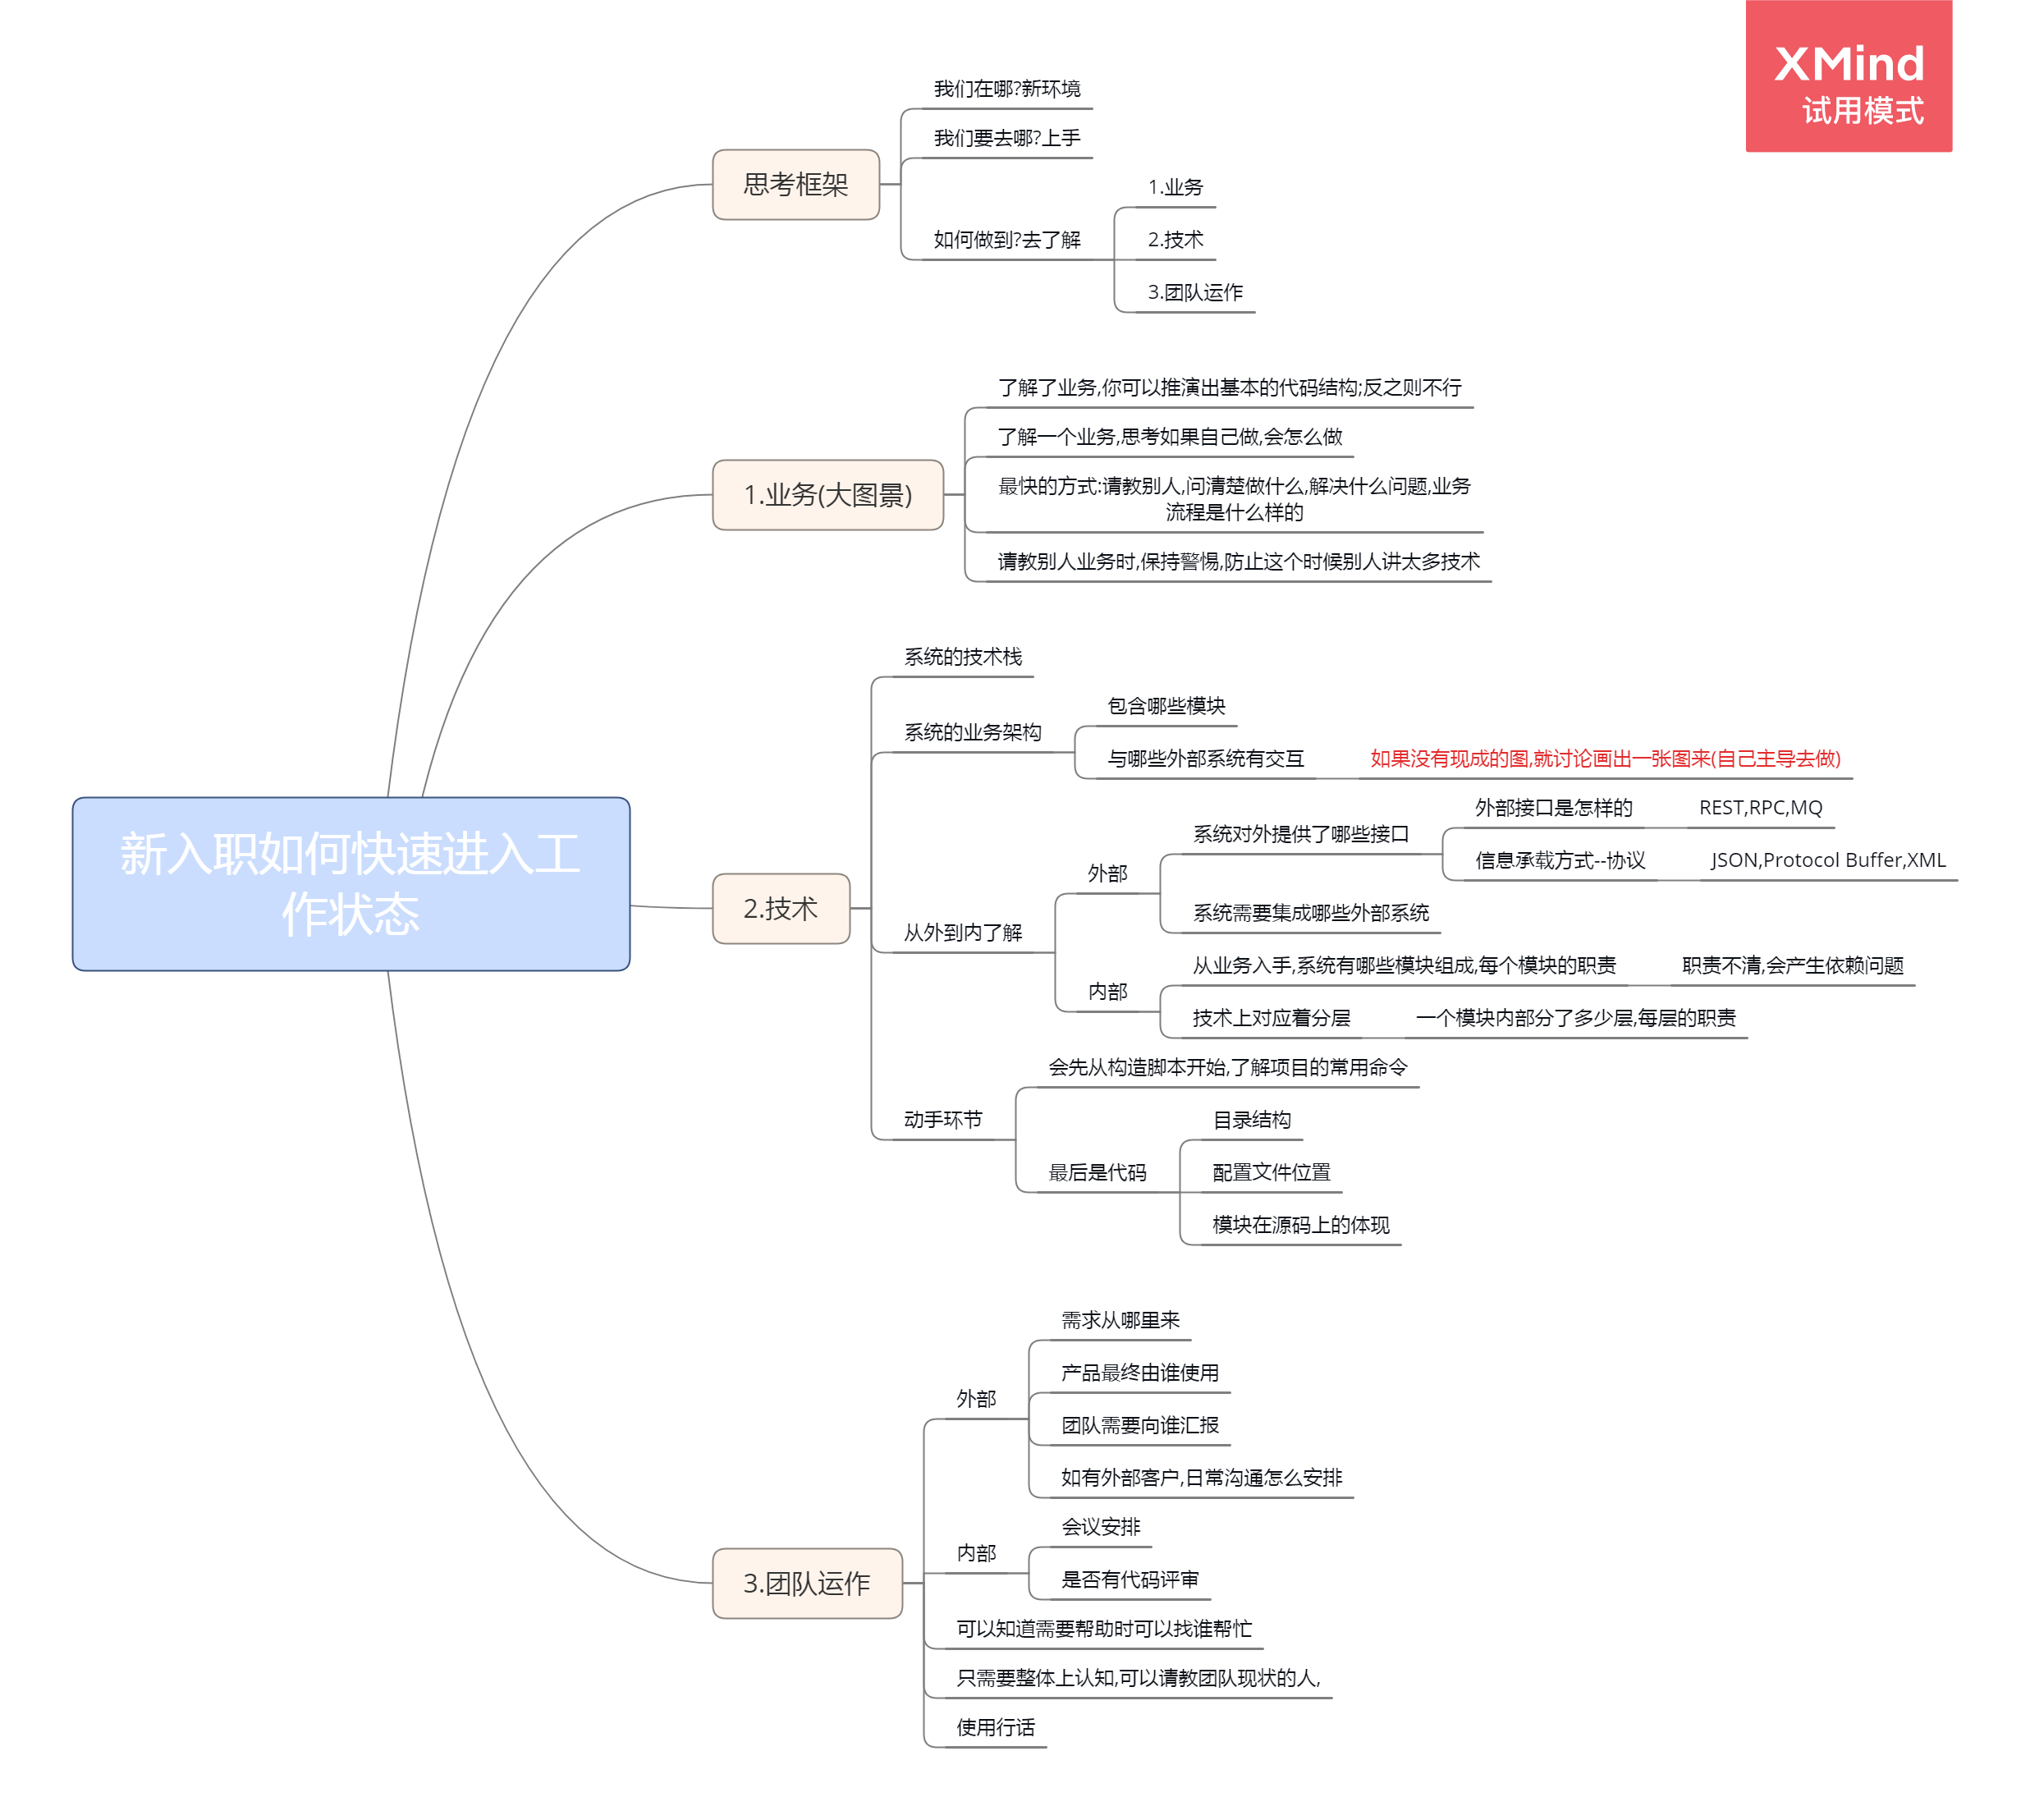 XMind
试用模式
新入职如何快速进入工
作状态
思考框架
我们在哪?新环境
我们要去哪?上手
如何做到?去了解
1.业务
2.技术
3.团队运作
1.业务(大图景)
了解了业务,你可以推演出基本的代码结构;反之则不行
了解一个业务,思考如果自己做,会怎么做
最快的方式:请教别人,问清楚做什么,解决什么问题,业务
流程是什么样的
请教别人业务时,保持警惕,防止这个时候别人讲太多技术
2.技术
系统的技术栈
系统的业务架构
包含哪些模块
与哪些外部系统有交互
如果没有现成的图,就讨论画出一张图来(自己主导去做)
从外到内了解
外部
系统对外提供了哪些接口
外部接口是怎样的
REST,RPC,MQ
信息承载方式--协议
JSON,Protocol Buffer,XML
系统需要集成哪些外部系统
内部
从业务入手,系统有哪些模块组成,每个模块的职责
职责不清,会产生依赖问题
技术上对应着分层
一个模块内部分了多少层,每层的职责
动手环节
会先从构造脚本开始,了解项目的常用命令
最后是代码
目录结构
配置文件位置
模块在源码上的体现
3.团队运作
外部
需求从哪里来
产品最终由谁使用
团队需要向谁汇报
如有外部客户,日常沟通怎么安排
内部
会议安排
是否有代码评审
可以知道需要帮助时可以找谁帮忙
只需要整体上认知,可以请教团队现状的人,
使用行话